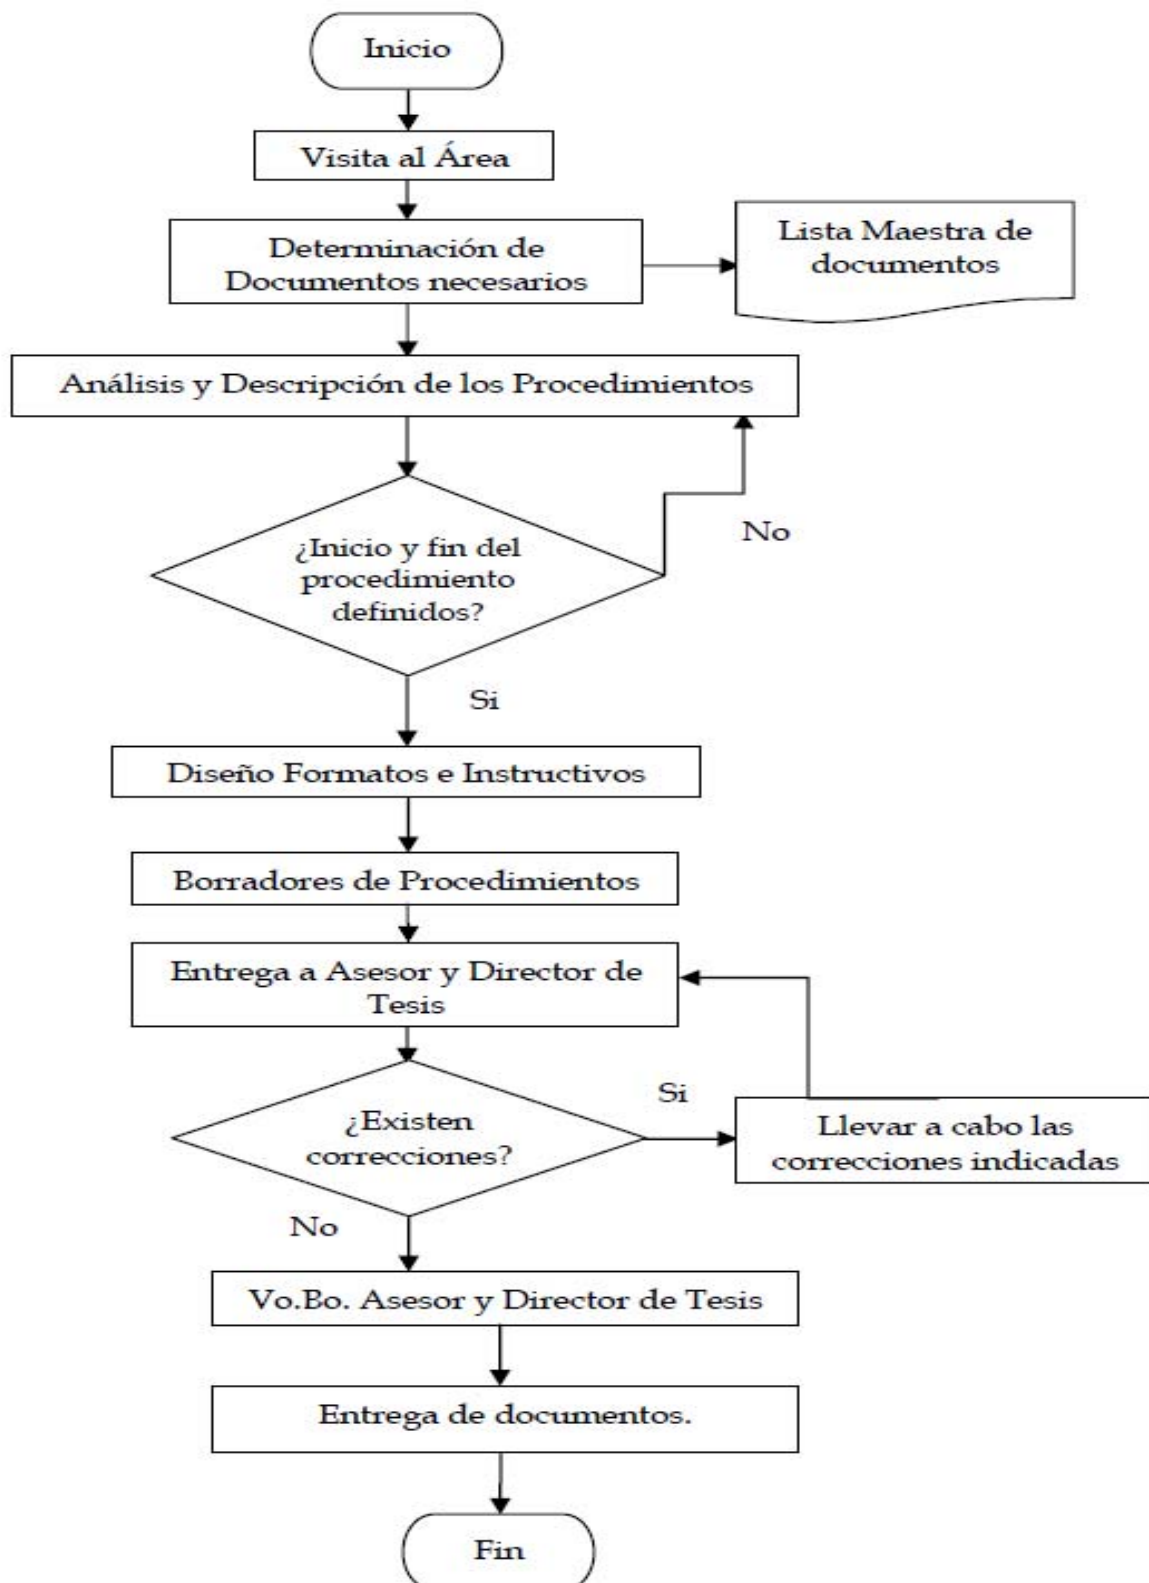 Inicio
Visita al Área
Determinación de
Documentos necesarios
Lista Maestra de
documentos
Análisis y Descripción de los Procedimientos
¿Inicio y fin del
procedimiento
definidos?
No
Si
Diseño Formatos e Instructivos
Borradores de Procedimientos
Entrega a Asesor y Director de
Tesis
¿Existen
correcciones?
Si
Llevar a cabo las
correcciones indicadas
No
Vo.Bo. Asesor y Director de Tesis
Entrega de documentos.
Fin